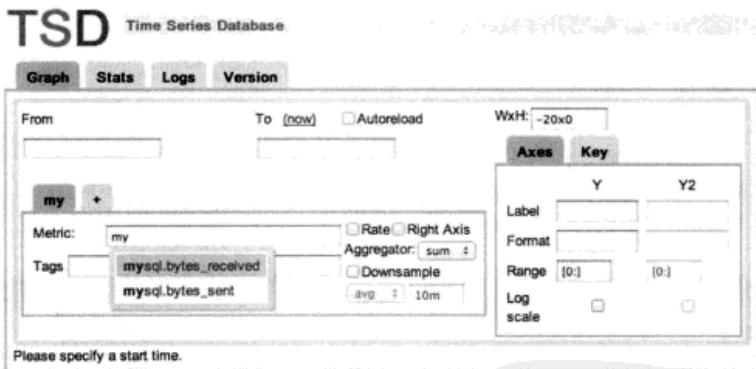 TSD Time Series Database
Graph Stats Logs Version
From To (now) Autoreload WxH: -20x0
Axes Key
my +
Y Y2
Label
Metric: my Rate Right Axis
Format
Aggregator: sum
Tags mysql.bytes_received Downsample
Range [0:] [0:]
mysql.bytes_sent avg 10m
Log scale
Please specify a start time.